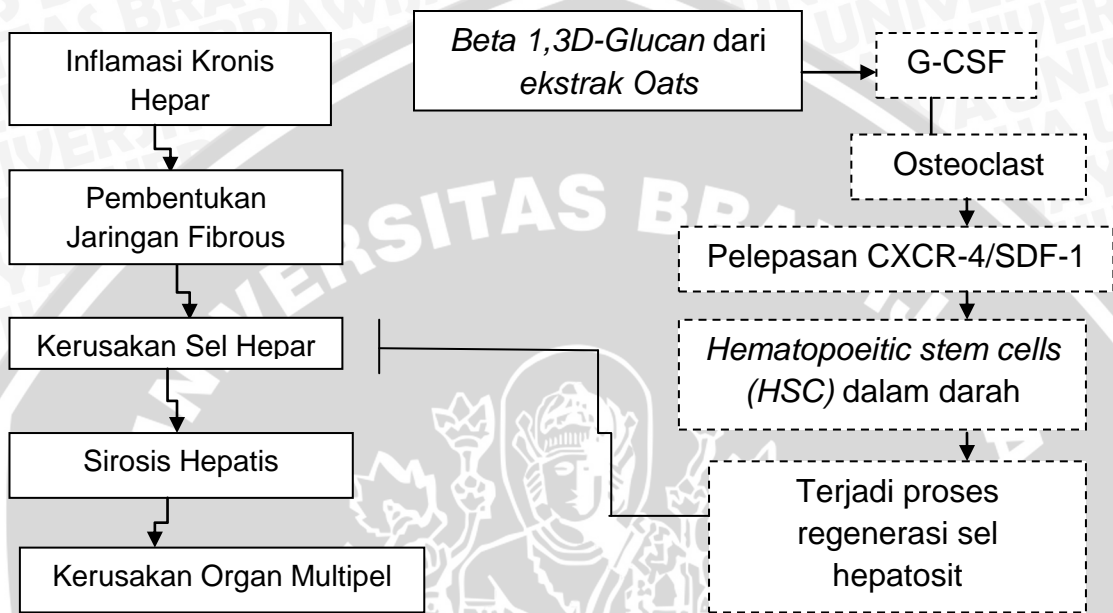 Inflamasi Kronis
Hepar
Pembentukan
Jaringan Fibrous
Kerusakan Sel Hepar
Sirosis Hepatis
Kerusakan Organ Multipel
Beta 1,3D-Glucan dari
ekstrak Oats
G-CSF
Osteoclast
Pelepasan CXCR-4/SDF-1
Hematopoeitic stem cells
(HSC) dalam darah
Terjadi proses
regenerasi sel
hepatosit